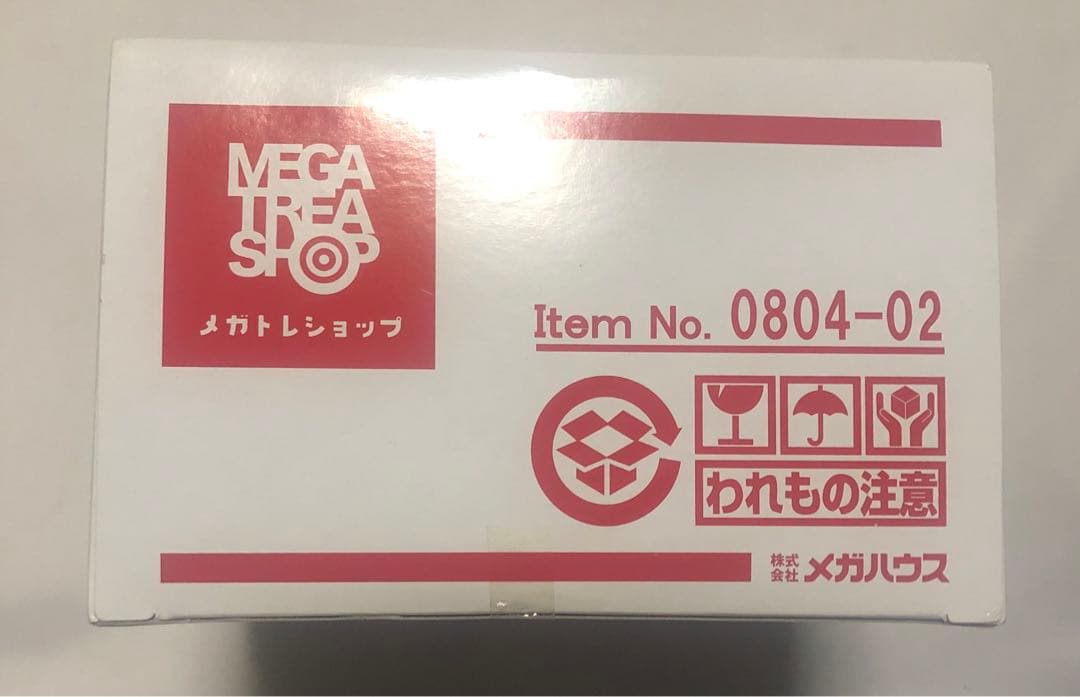 MEGA
TREA
SHOP
メガトレショップ
Item No. 0804-02
われもの注意
株式
会社
メガハウス